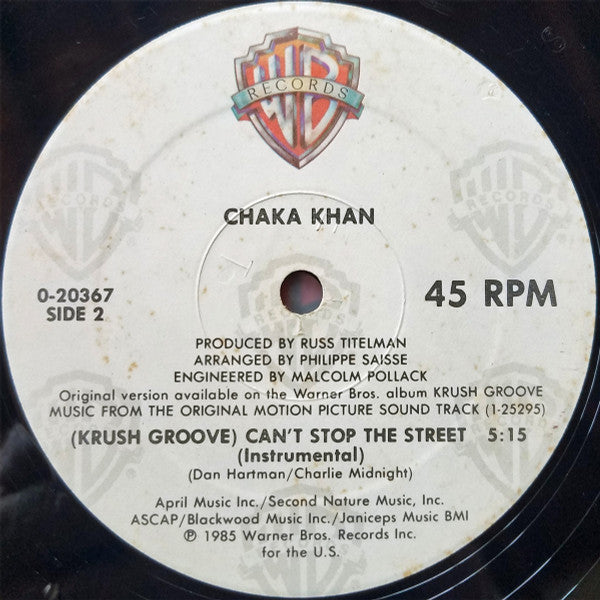 WB
RECORDS
CHAKA KHAN
0-20367
SIDE 2
45 RPM
PRODUCED BY RUSS TITELMAN
ARRANGED BY PHILIPPE SAISSE
ENGINEERED BY MALCOLM POLLACK
Original version available on the Warner Bros. album KRUSH GROOVE
MUSIC FROM THE ORIGINAL MOTION PICTURE SOUND TRACK (1-25295)
(KRUSH GROOVE) CAN'T STOP THE STREET 5:15
(Instrumental)
(Dan Hartman/Charlie Midnight)
April Music Inc./Second Nature Music, Inc.
ASCAP/Blackwood Music Inc./Janiceps Music BMI
℗ 1985 Warner Bros. Records Inc.
for the U.S.